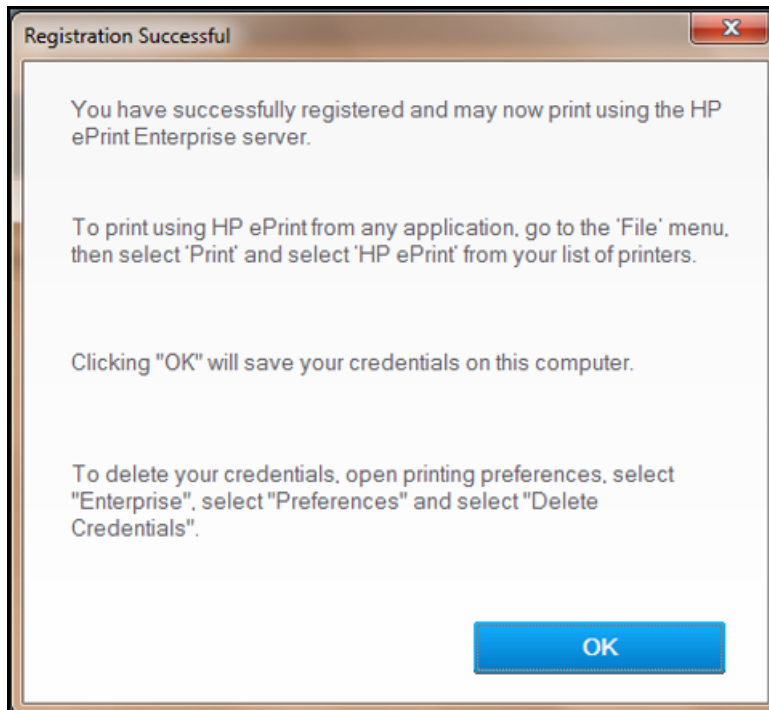 Registration Successful
You have successfully registered and may now print using the HP
ePrint Enterprise server.
To print using HP ePrint from any application, go to the 'File' menu,
then select 'Print' and select 'HP ePrint' from your list of printers.
Clicking "OK" will save your credentials on this computer.
To delete your credentials, open printing preferences, select
"Enterprise", select "Preferences" and select "Delete
Credentials".
OK